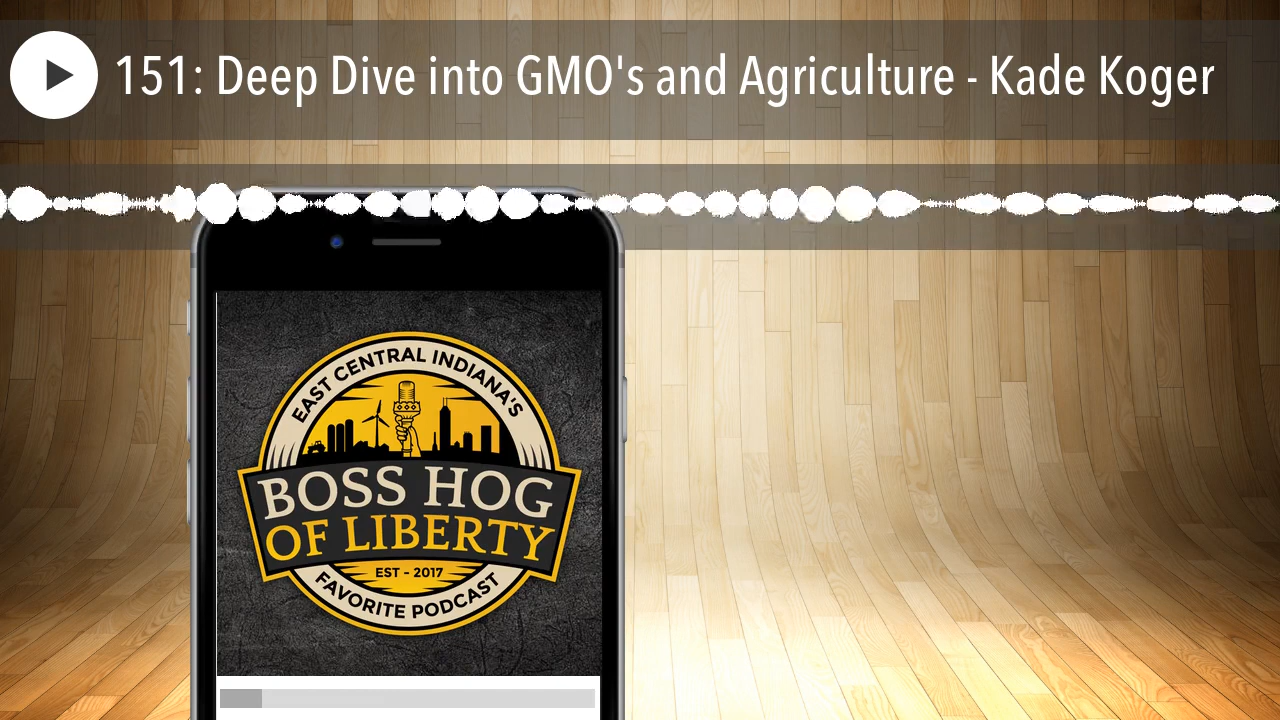 151: Deep Dive into GMO's and Agriculture - Kade Koger
EAST CENTRAL INDIANA'S
BOSS HOG
OF LIBERTY
EST - 2017
FAVORITE PODCAST